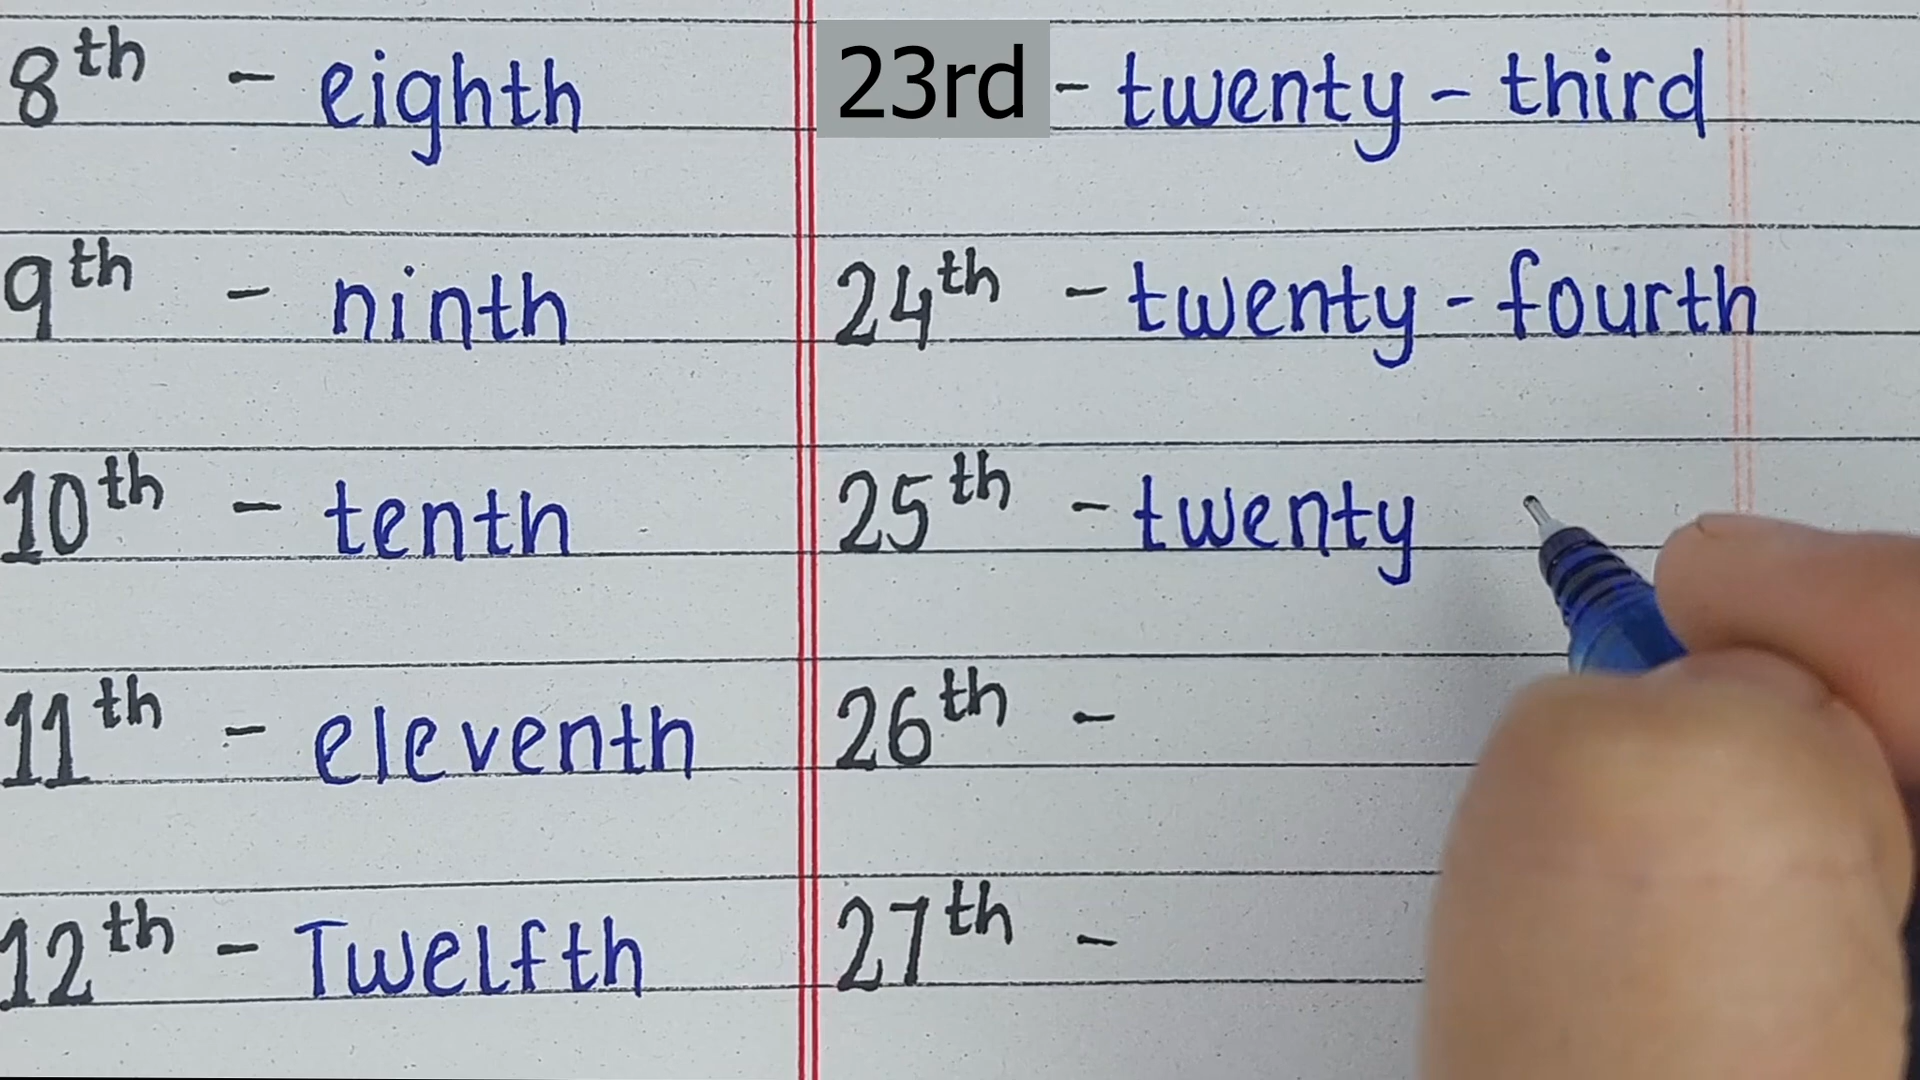 8th - eighth
9th - ninth
10th - tenth
11th - eleventh
12th - Twelfth
23rd - twenty - third
24th - twenty - fourth
25th - twenty
26th -
27th -